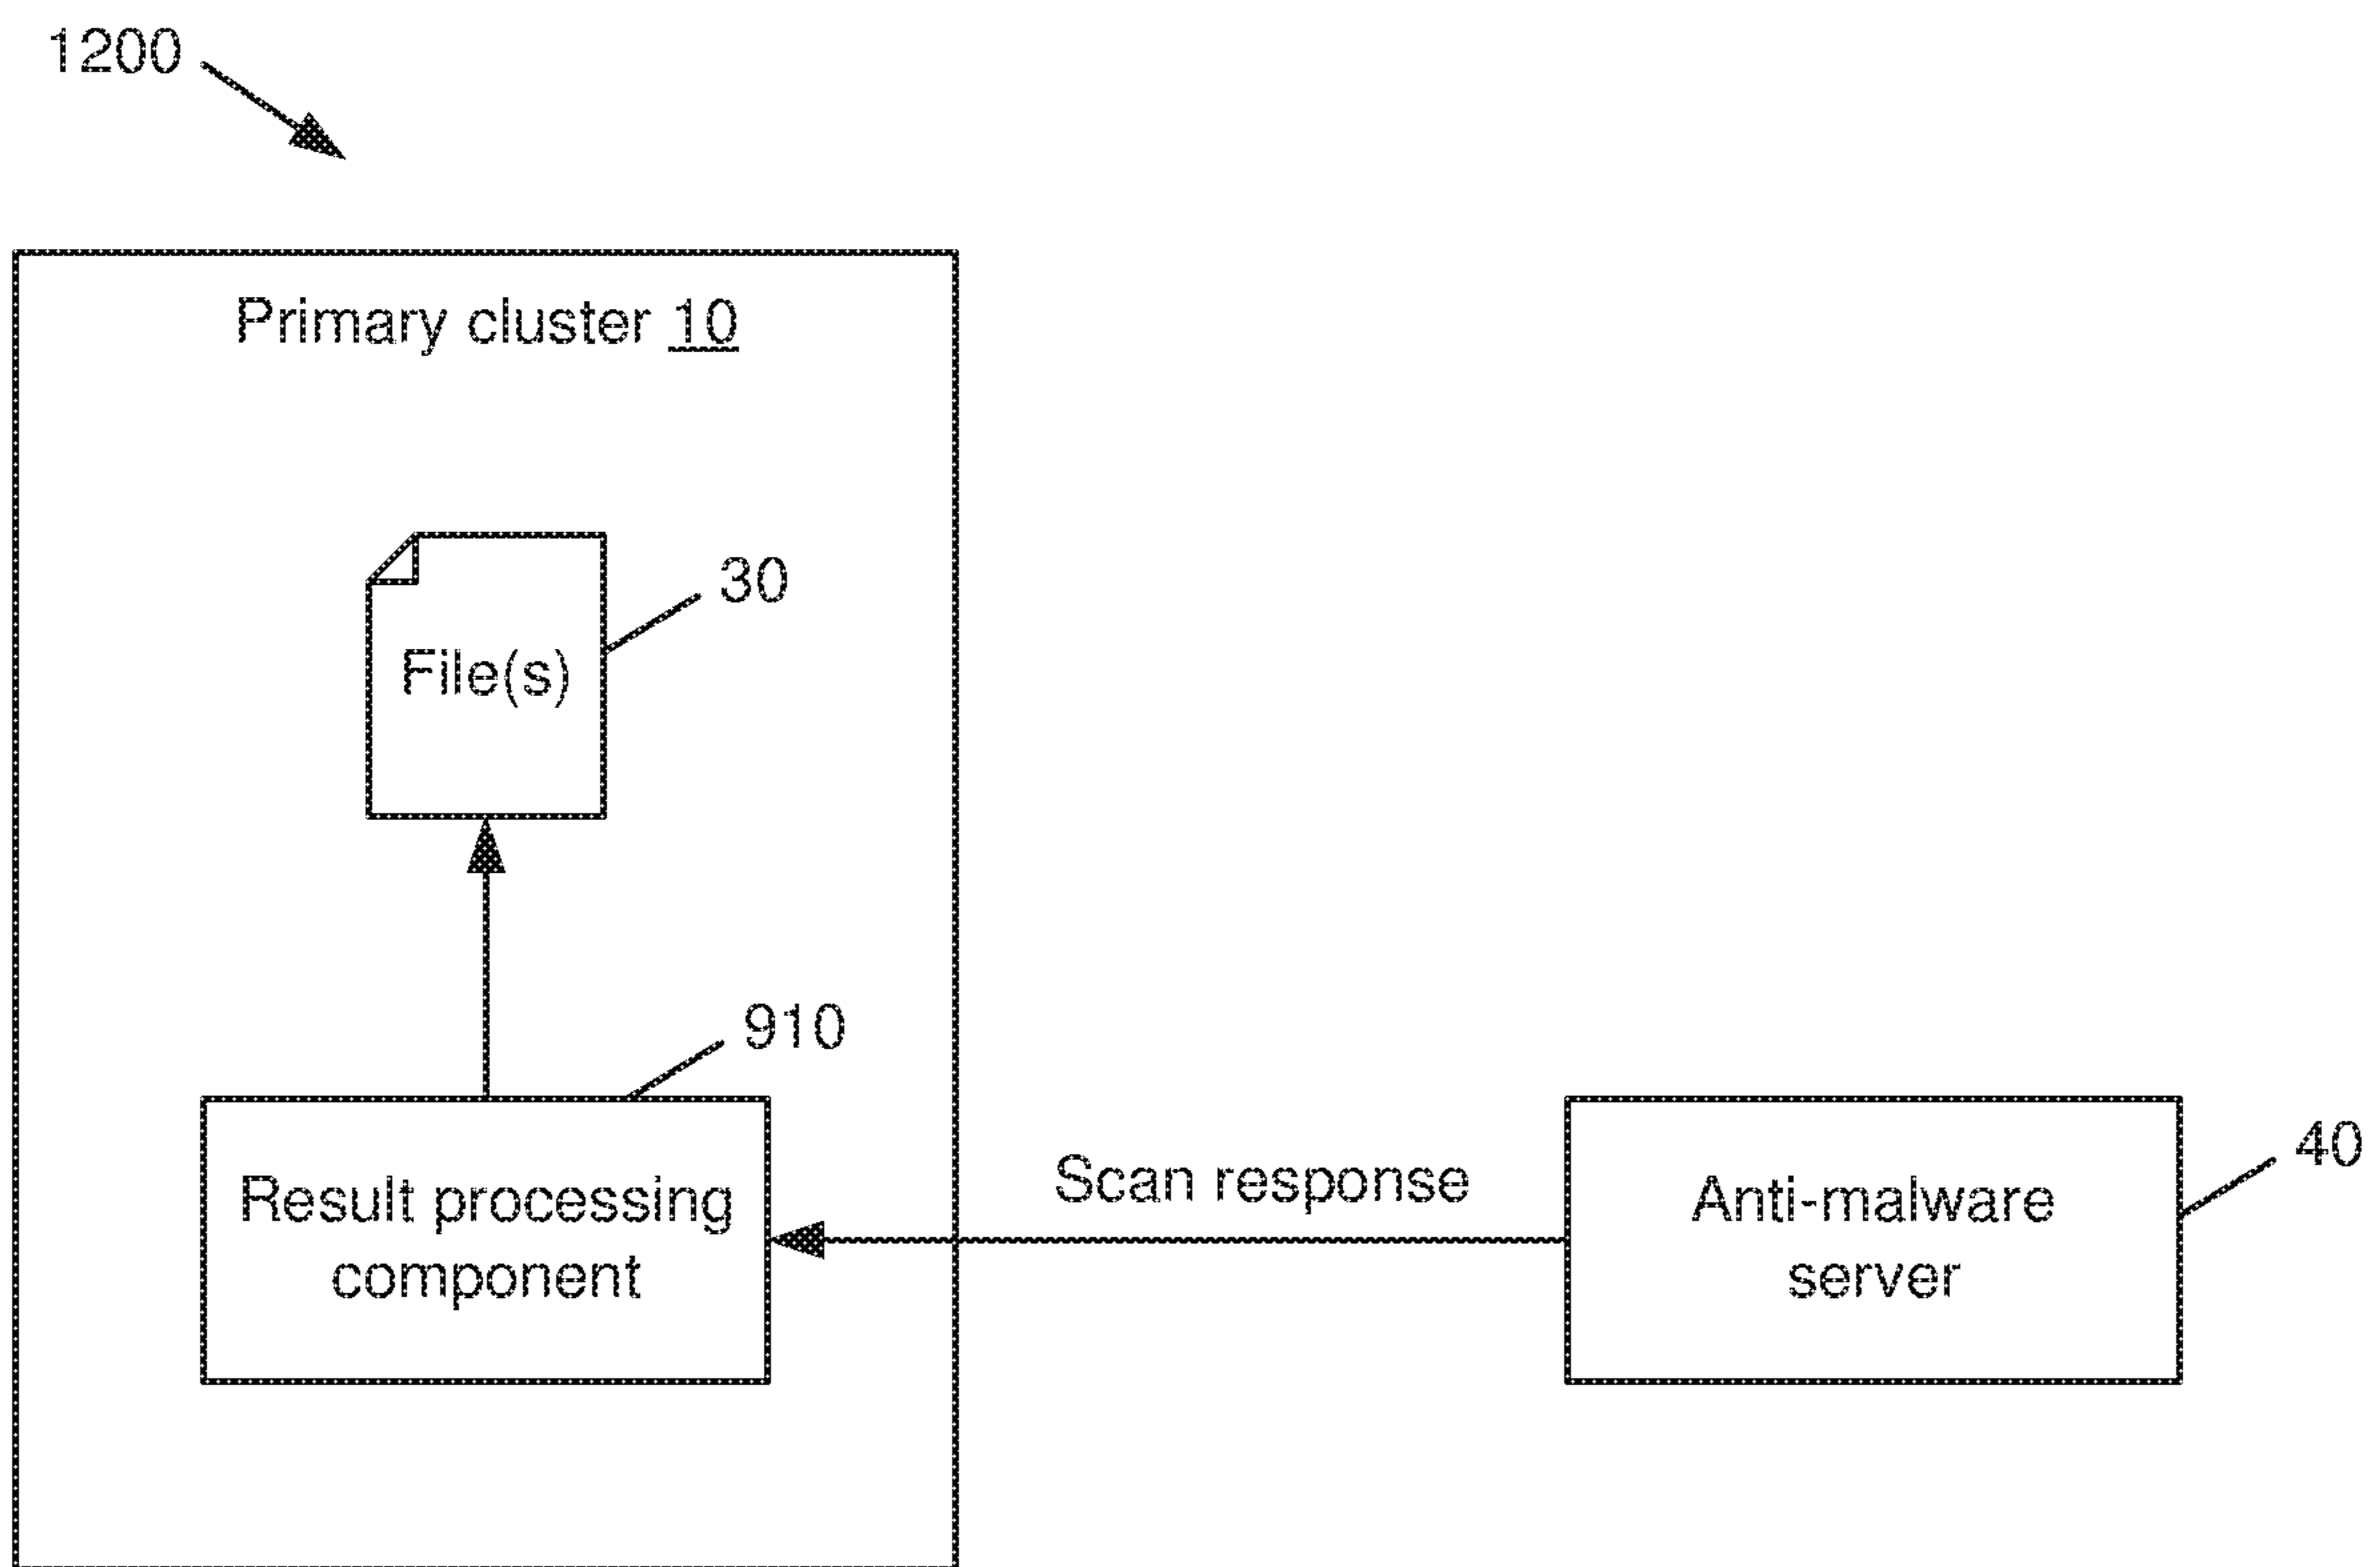 1200
Primary cluster 10
30
File(s)
910
Result processing
component
Scan response
Anti-malware
server
40